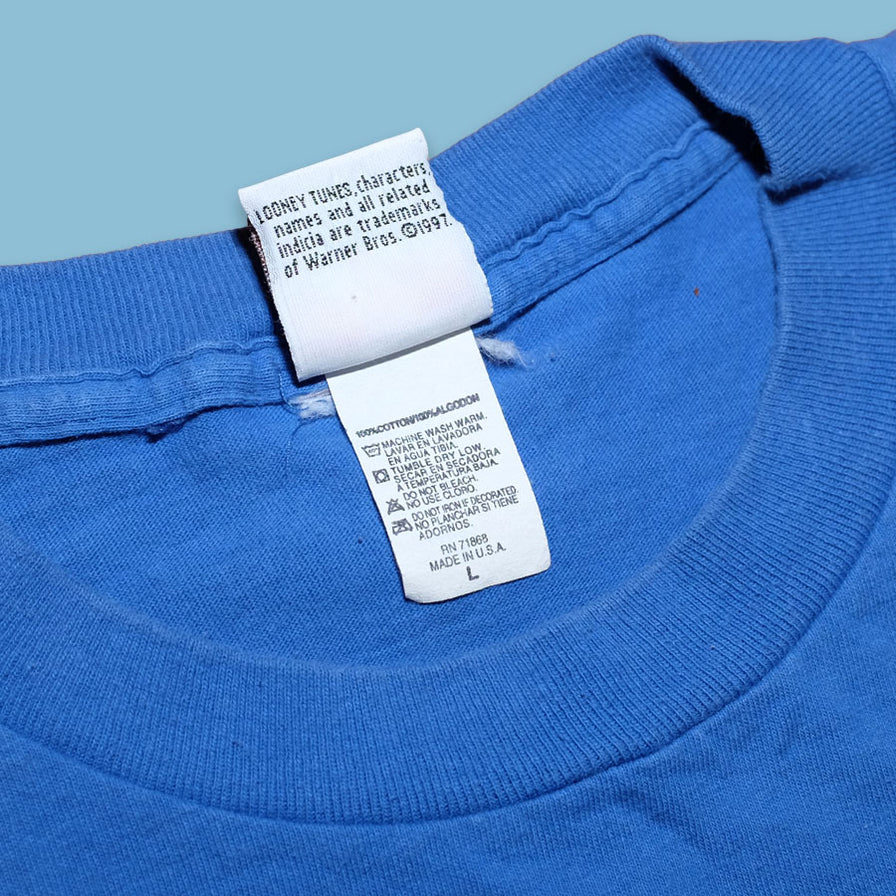 LOONEY TUNES, characters,
names and all related
indicia are trademarks
of Warner Bros.©1997.
100%COTTON/100%ALGODON
MACHINE WASH WARM.
LAVAR EN LAVADORA
EN AGUA TIBIA.
TUMBLE DRY LOW
SECAR EN SECADORA
A TEMPERATURA BAJA.
DO NOT BLEACH.
NO USE CLORO.
DO NOT IRON IF DECORATED.
NO PLANCHAR SI TIENE
ADORNOS.
RN 71868
MADE IN U.S.A.
L